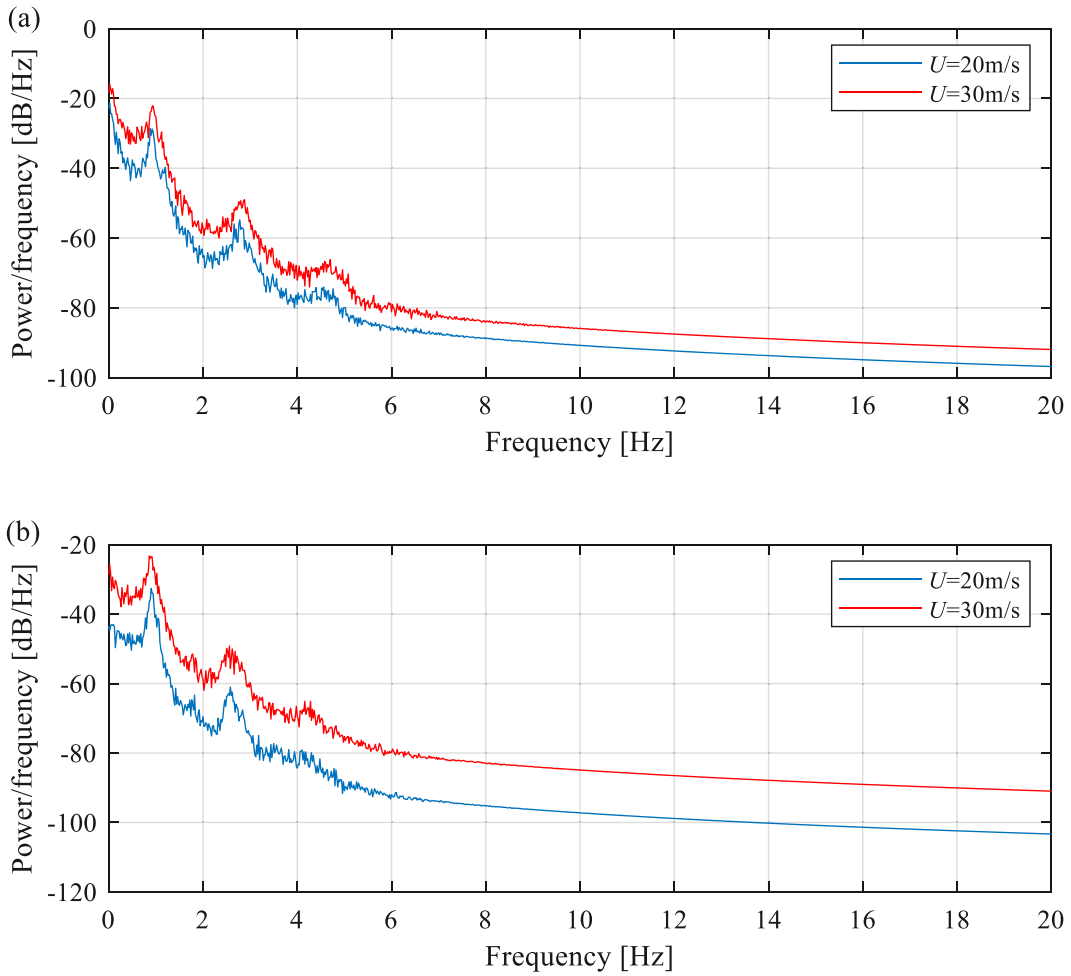 (a)
0
-20
-40
-60
-80
-100
Power/frequency [dB/Hz]
U=20m/s
U=30m/s
0 2 4 6 8 10 12 14 16 18 20
Frequency [Hz]
(b)
-20
-40
-60
-80
-100
-120
Power/frequency [dB/Hz]
U=20m/s
U=30m/s
0 2 4 6 8 10 12 14 16 18 20
Frequency [Hz]